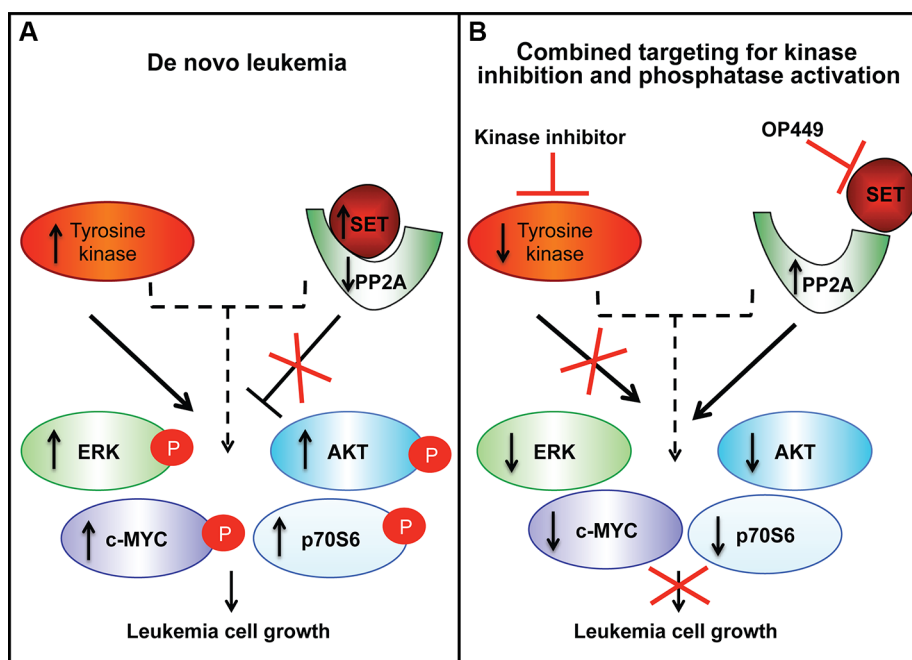 A
De novo leukemia
Tyrosine
kinase
SET
PP2A
ERK
P
AKT
P
c-MYC
P
p70S6
P
Leukemia cell growth
B
Combined targeting for kinase
inhibition and phosphatase activation
Kinase inhibitor
OP449
SET
Tyrosine
kinase
PP2A
ERK
AKT
c-MYC
p70S6
Leukemia cell growth